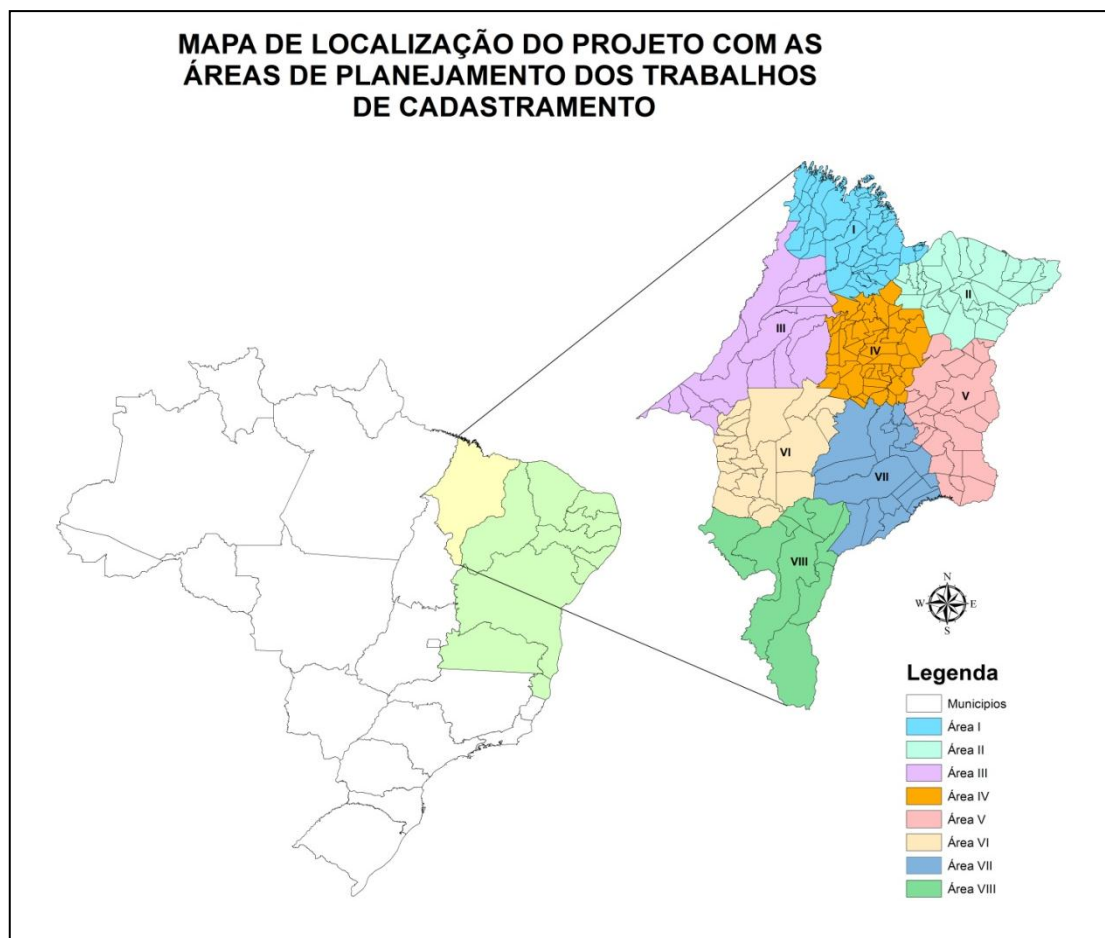 MAPA DE LOCALIZAÇÃO DO PROJETO COM AS
ÁREAS DE PLANEJAMENTO DOS TRABALHOS
DE CADASTRAMENTO
I
II
III
IV
V
VI
VII
VIII
N
W E
S
Legenda
Municipios
Área I
Área II
Área III
Área IV
Área V
Área VI
Área VII
Área VIII